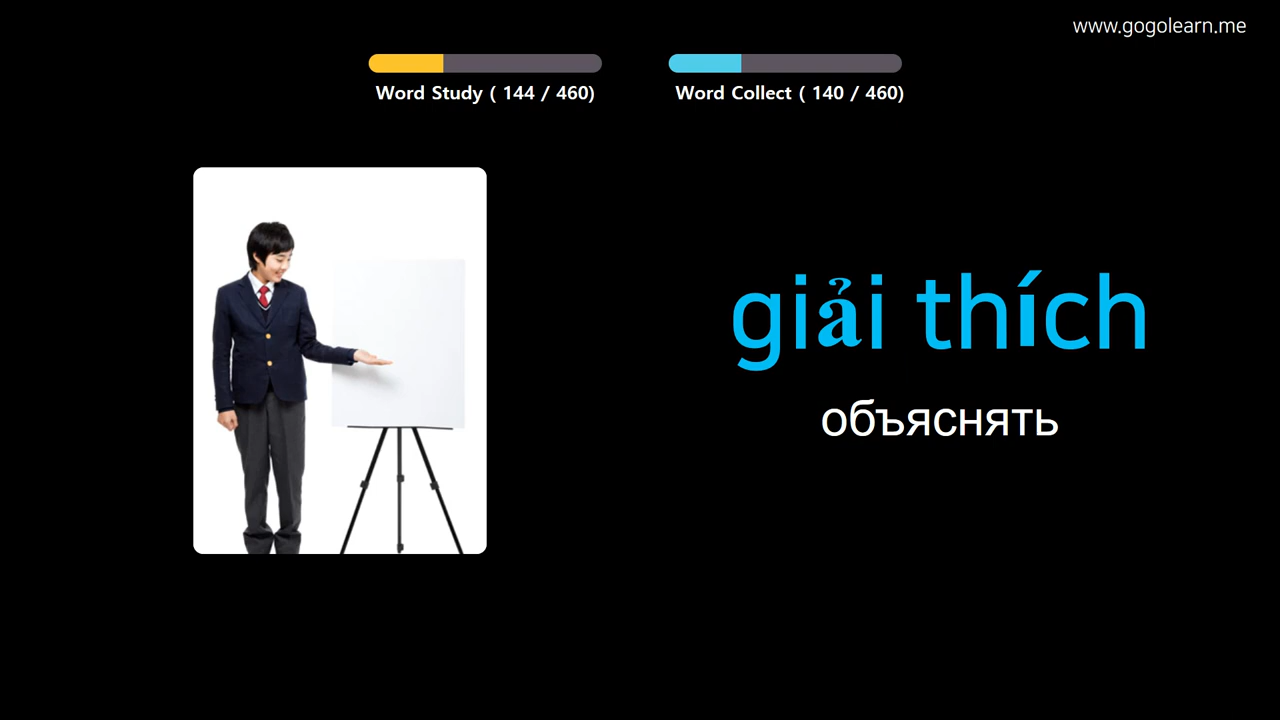 www.gogolearn.me
Word Study ( 144 / 460)
Word Collect ( 140 / 460)
giải thích
объяснять